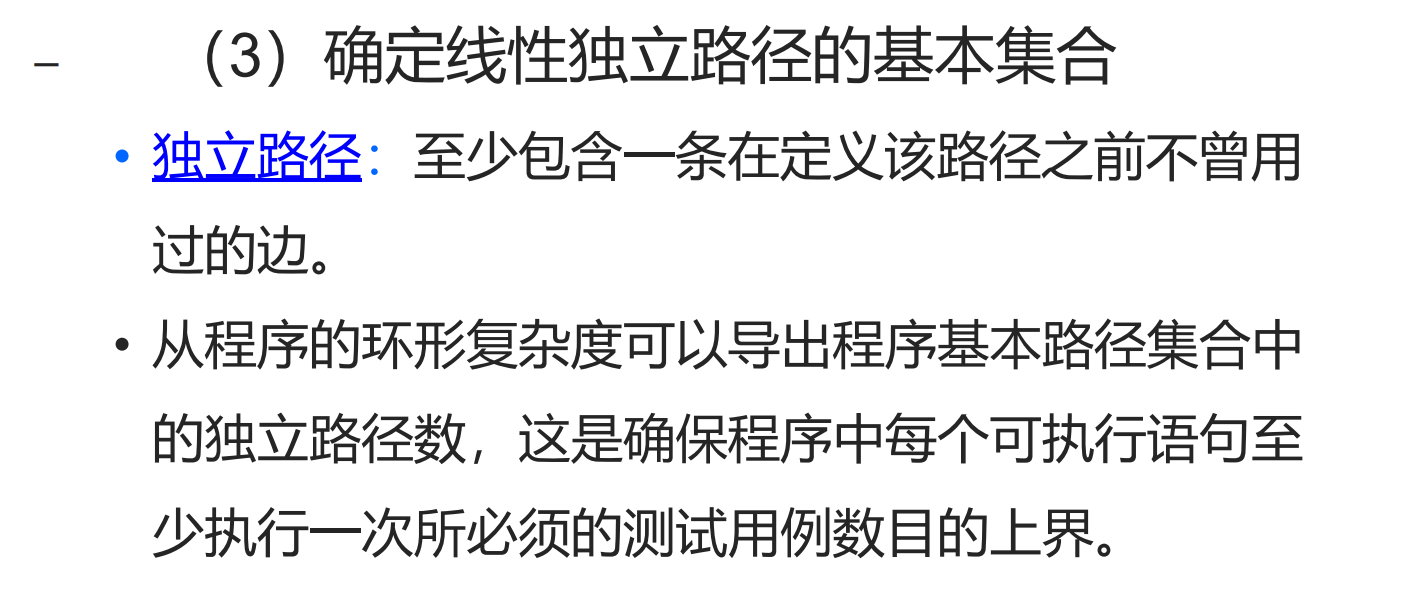 – （3）确定线性独立路径的基本集合
• 独立路径：至少包含一条在定义该路径之前不曾用
过的边。
• 从程序的环形复杂度可以导出程序基本路径集合中
的独立路径数，这是确保程序中每个可执行语句至
少执行一次所必须的测试用例数目的上界。